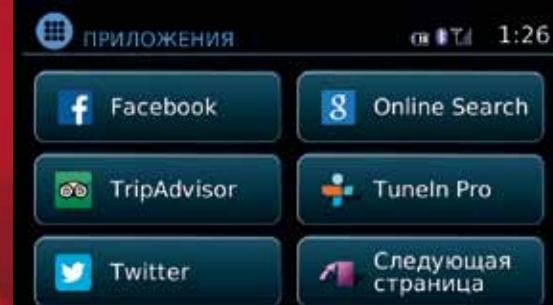 ПРИЛОЖЕНИЯ 1:26
Facebook
Online Search
TripAdvisor
TuneIn Pro
Twitter
Следующая
страница